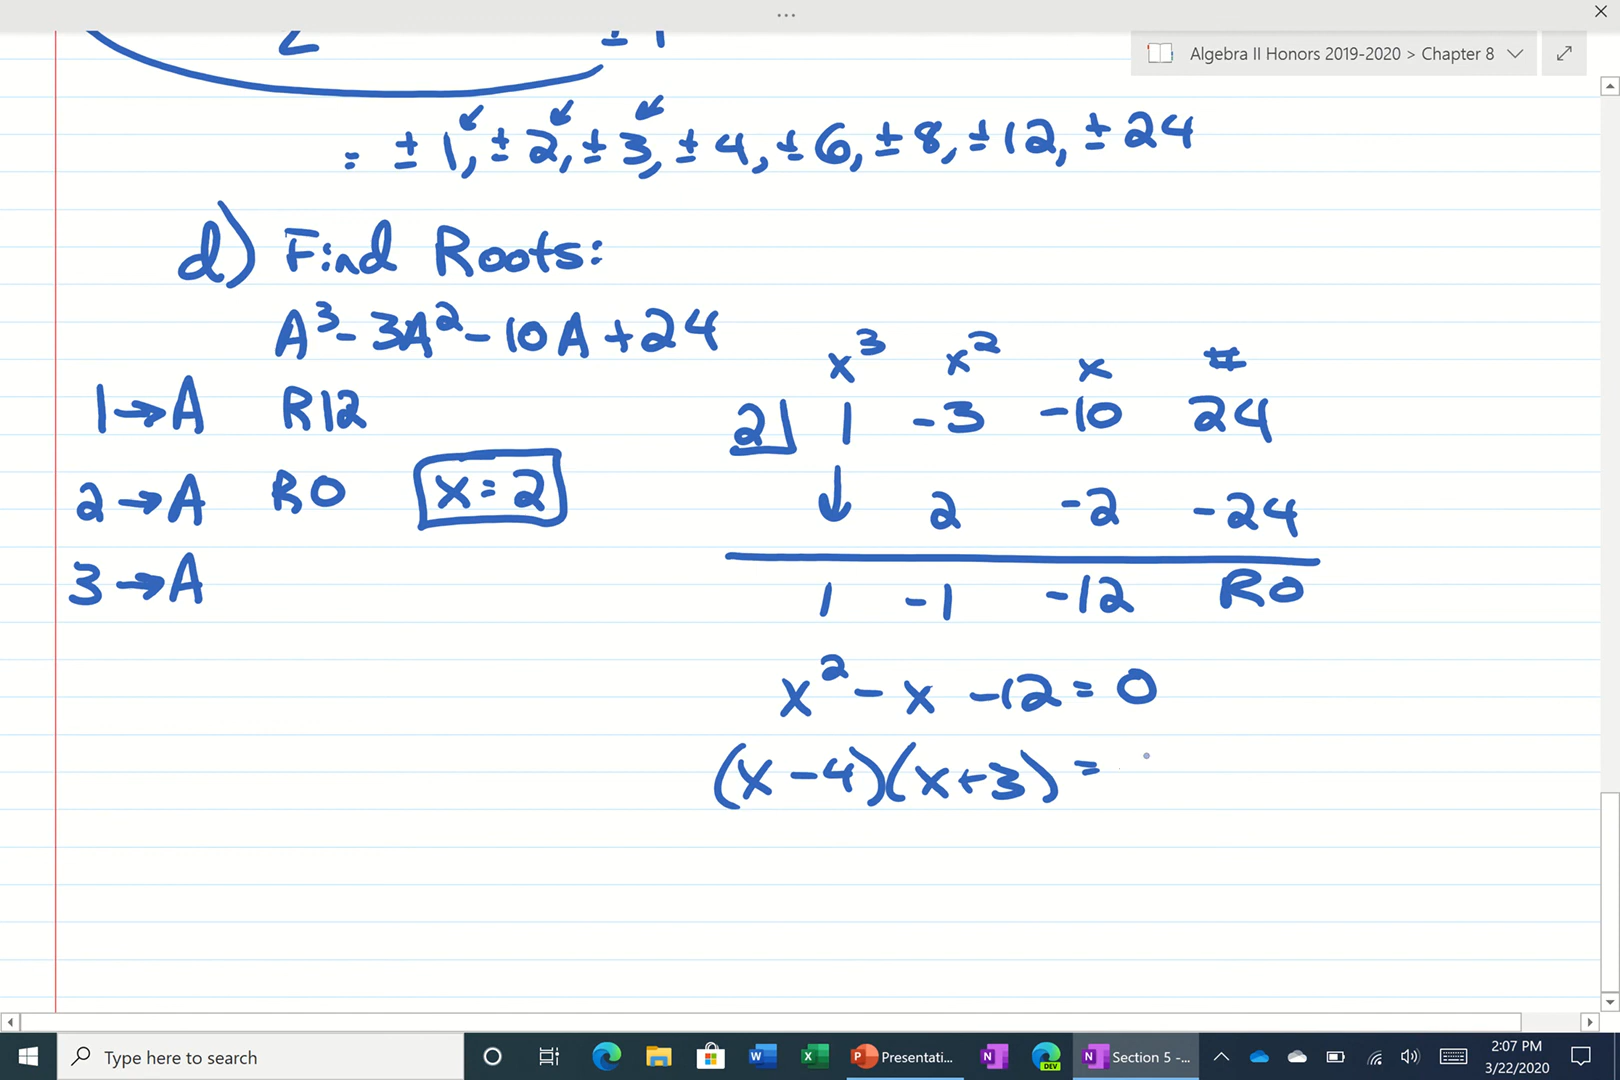 Algebra II Honors 2019-2020 > Chapter 8
2 ± 1
= ± 1, ± 2, ± 3, ± 4, ± 6, ± 8, ± 12, ± 24
d) Find Roots:
A³ - 3A² - 10A + 24
x³ x² x #
1 → A R12
2⌋ 1 -3 -10 24
2 → A R0 x = 2
↓ 2 -2 -24
3 → A
1 -1 -12 R0
x² - x - 12 = 0
(x - 4)(x + 3) =
Type here to search
Presentati...
DEV
Section 5 -...
2:07 PM
3/22/2020